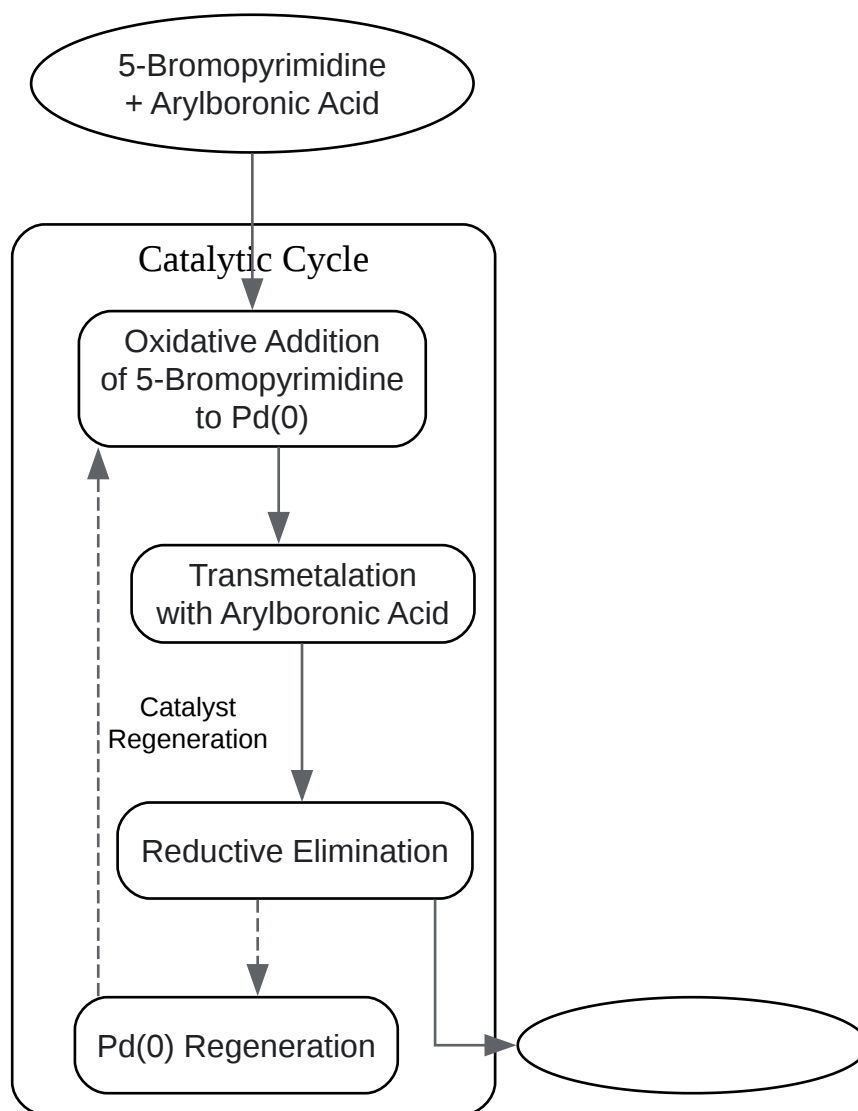 5-Bromopyrimidine
+ Arylboronic Acid
Catalytic Cycle
Oxidative Addition
of 5-Bromopyrimidine
to Pd(0)
Transmetalation
with Arylboronic Acid
Catalyst
Regeneration
Reductive Elimination
Pd(0) Regeneration